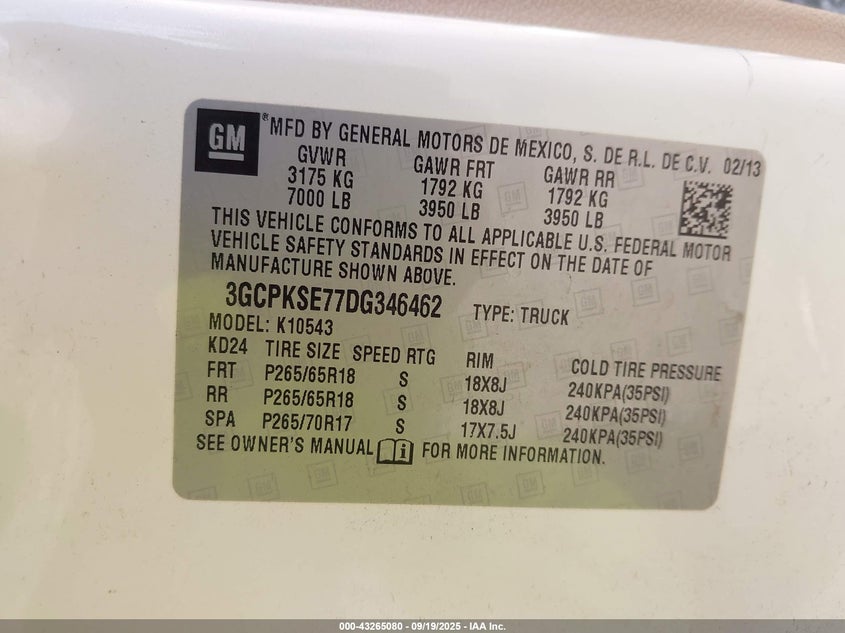 GM
® MFD BY GENERAL MOTORS DE MEXICO, S. DE R.L. DE C.V. 02/13
GVWR GAWR FRT GAWR RR
3175 KG 1792 KG 1792 KG
7000 LB 3950 LB 3950 LB
THIS VEHICLE CONFORMS TO ALL APPLICABLE U.S. FEDERAL MOTOR
VEHICLE SAFETY STANDARDS IN EFFECT ON THE DATE OF
MANUFACTURE SHOWN ABOVE.
3GCPKSE77DG346462 TYPE: TRUCK
MODEL: K10543
KD24 TIRE SIZE SPEED RTG RIM COLD TIRE PRESSURE
FRT P265/65R18 S 18X8J 240KPA(35PSI)
RR P265/65R18 S 18X8J 240KPA(35PSI)
SPA P265/70R17 S 17X7.5J 240KPA(35PSI)
SEE OWNER'S MANUAL i FOR MORE INFORMATION.
000-43265080 - 09/19/2025 - IAA Inc.